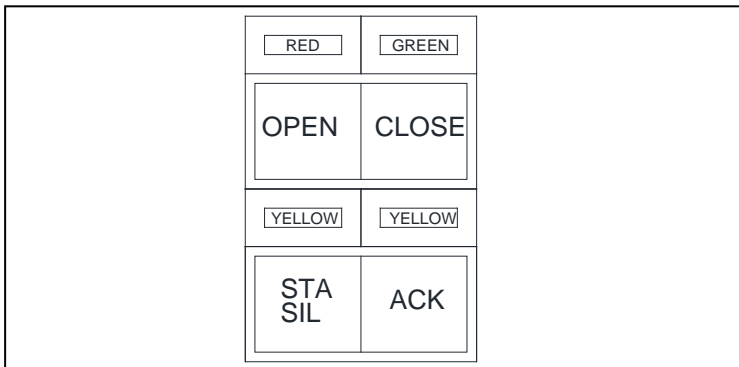 RED GREEN
OPEN CLOSE
YELLOW YELLOW
STA ACK
SIL